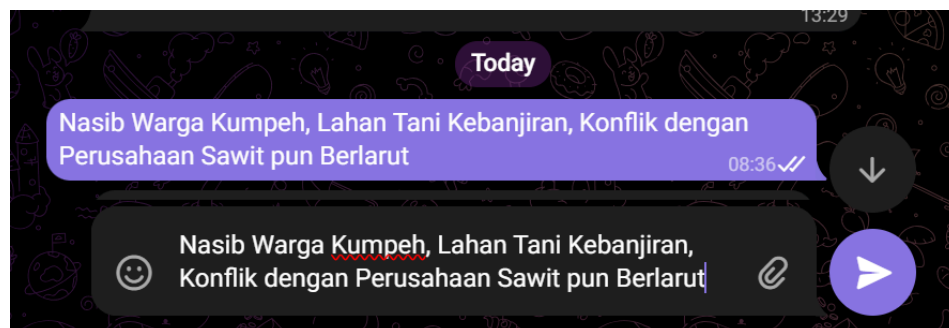 13:29
Today
Nasib Warga Kumpeh, Lahan Tani Kebanjiran, Konflik dengan
Perusahaan Sawit pun Berlarut
08:36
Nasib Warga Kumpeh, Lahan Tani Kebanjiran,
Konflik dengan Perusahaan Sawit pun Berlarut